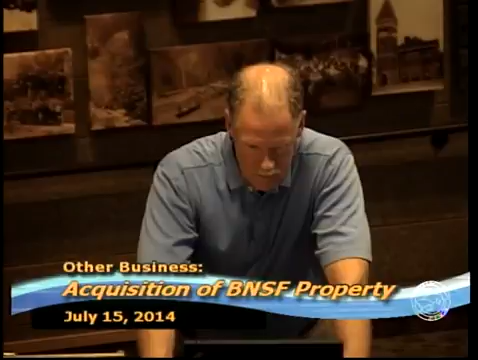 Other Business:
Acquisition of BNSF Property
July 15, 2014